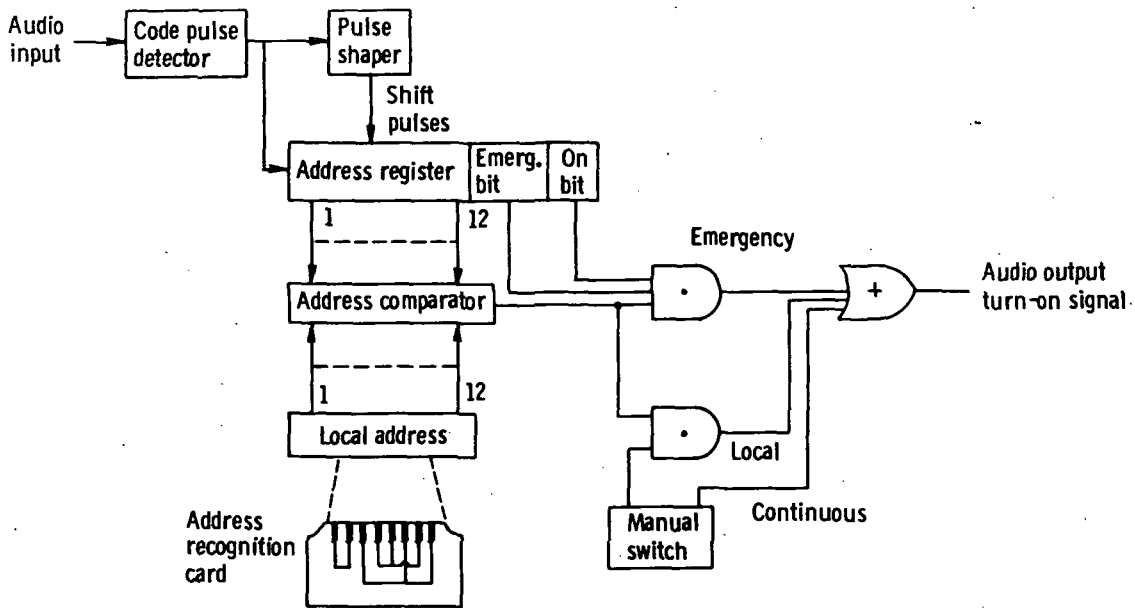 Audio
input
Code pulse
detector
Pulse
shaper
Shift
pulses
Address register
Emerg.
bit
On
bit
1
12
Emergency
Address comparator
•
+
Audio output
turn-on signal
1
12
Local address
•
Local
Continuous
Manual
switch
Address
recognition
card